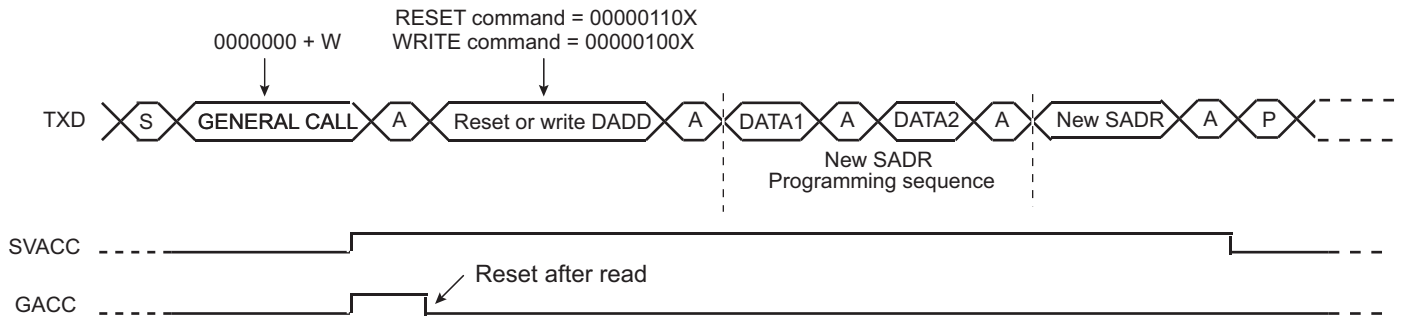 RESET command = 00000110X
0000000 + W
WRITE command = 00000100X
TXD
S
GENERAL CALL
A
Reset or write DADD
A
DATA1
A
DATA2
A
New SADR
A
P
New SADR
Programming sequence
SVACC
Reset after read
GACC